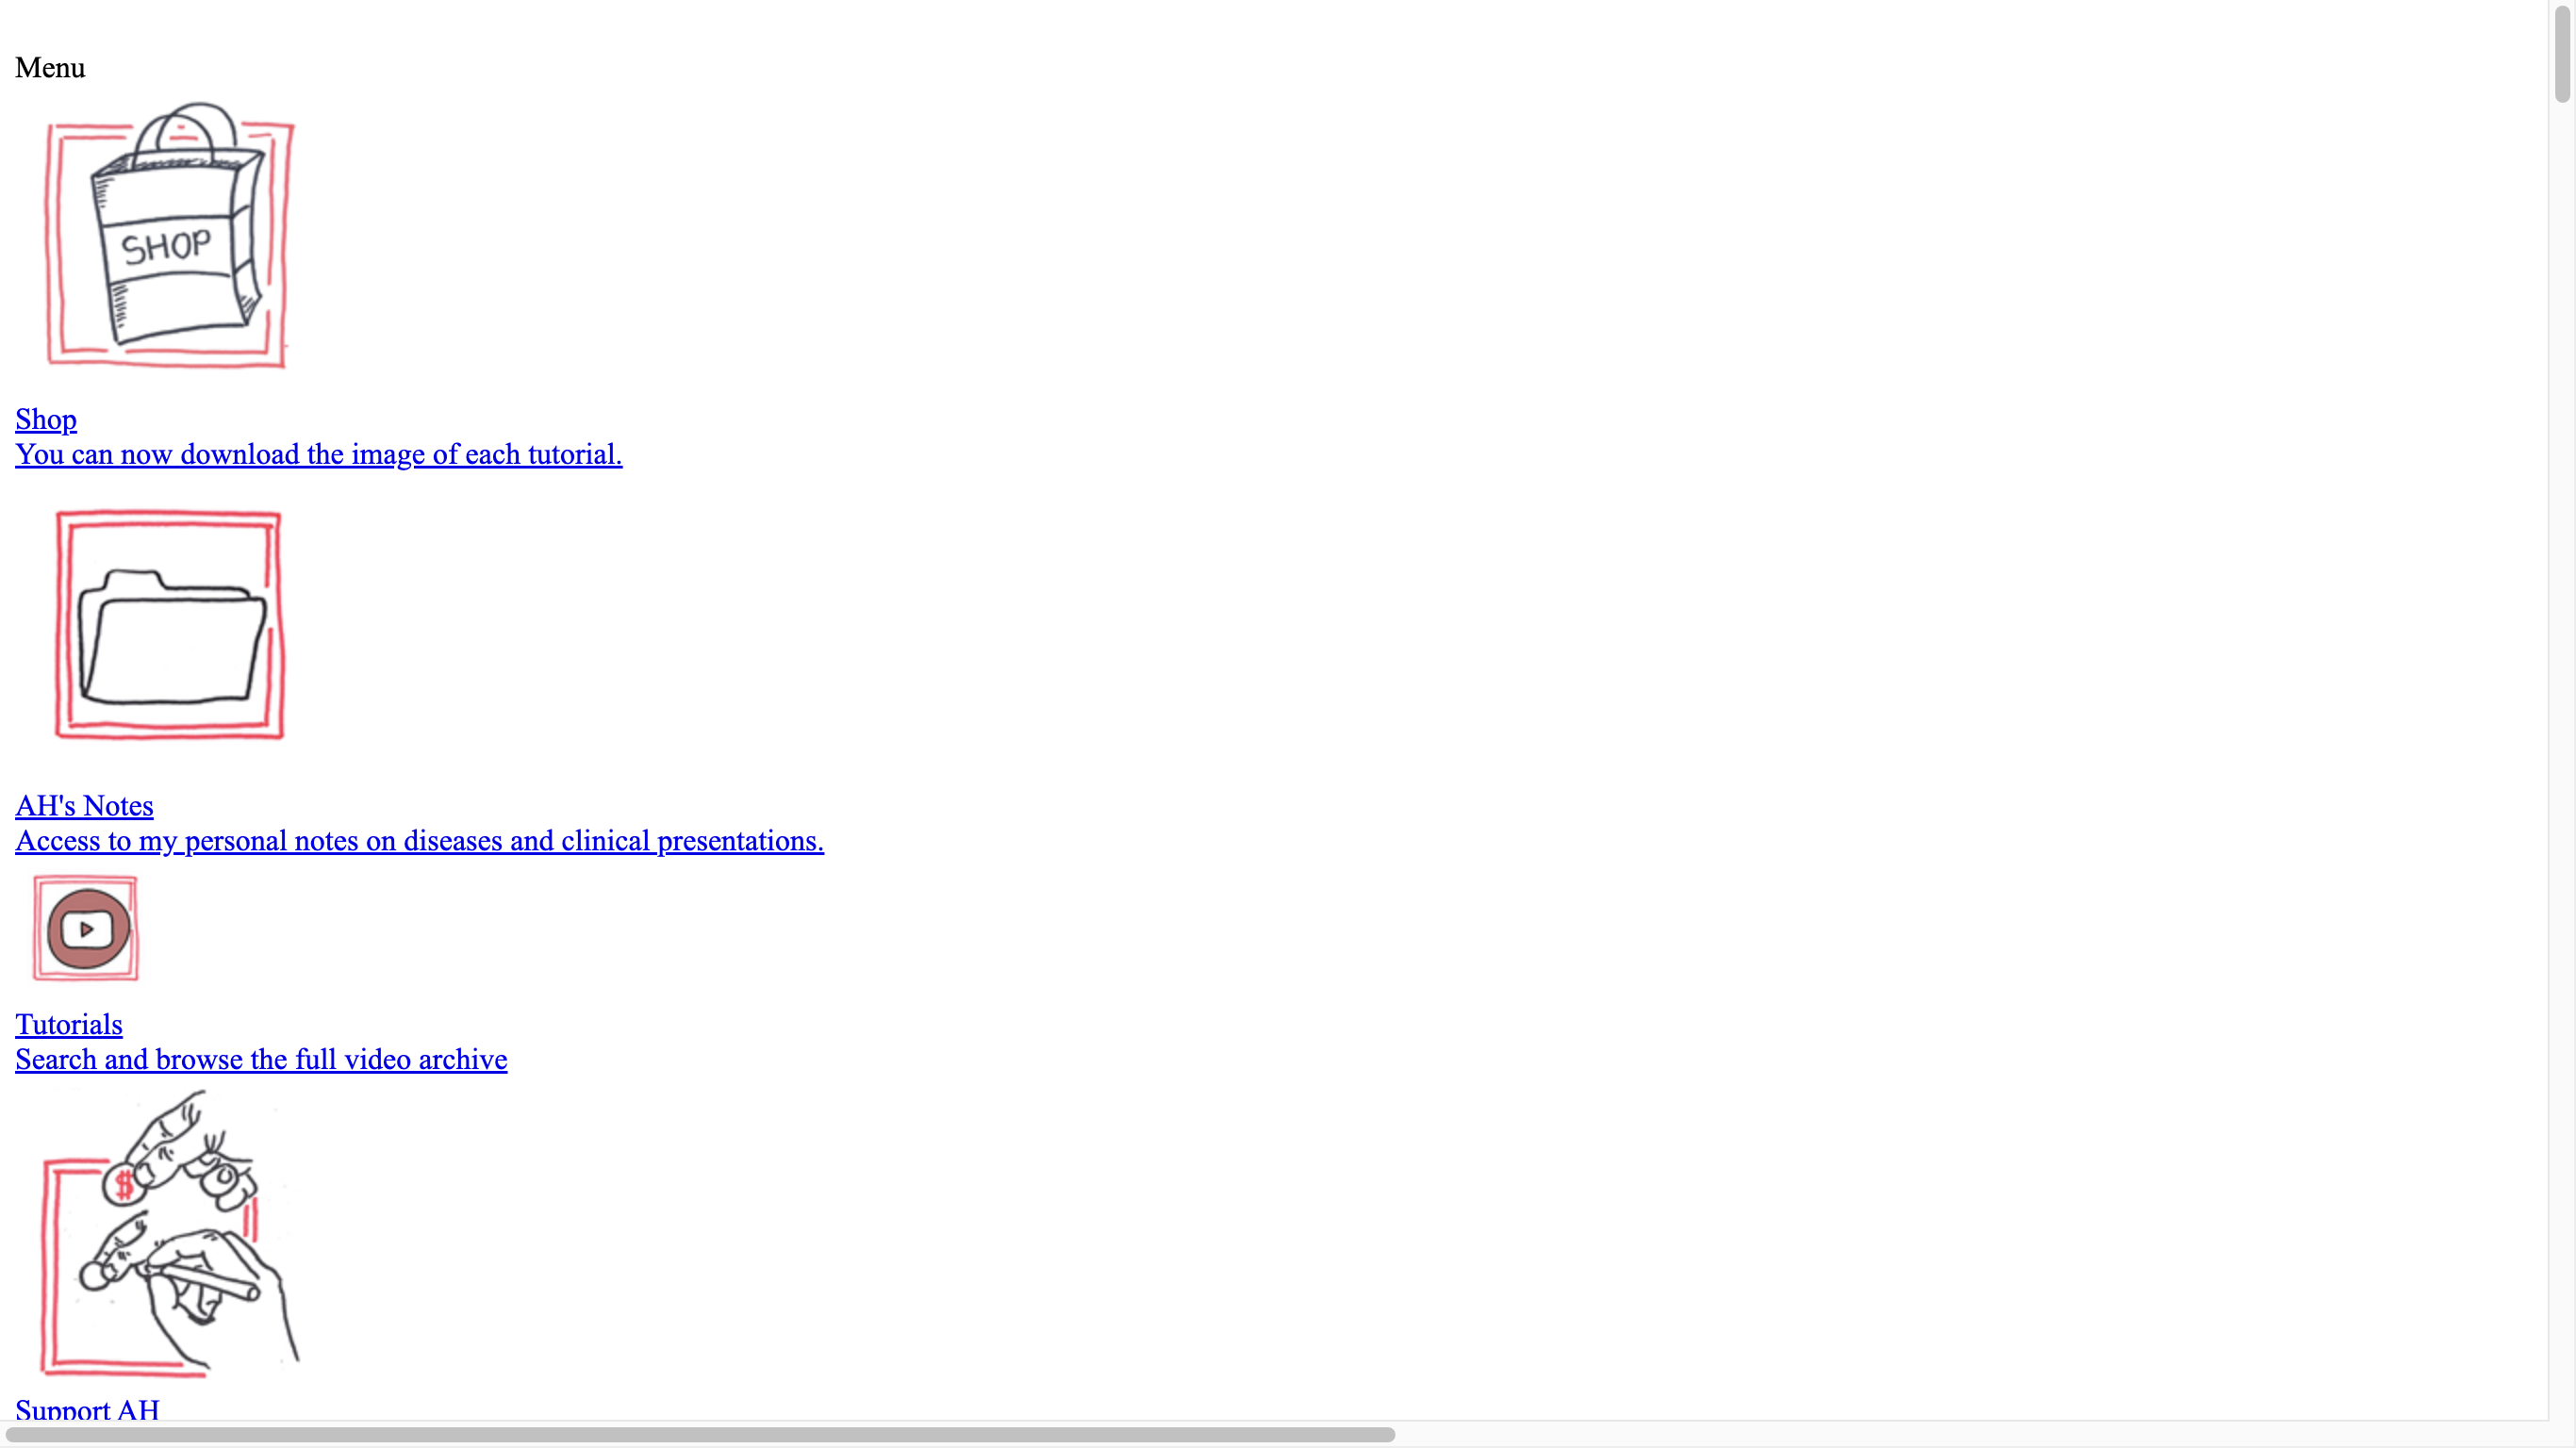 Menu
SHOP
Shop
You can now download the image of each tutorial.
AH's Notes
Access to my personal notes on diseases and clinical presentations.
Tutorials
Search and browse the full video archive
$
Support AH